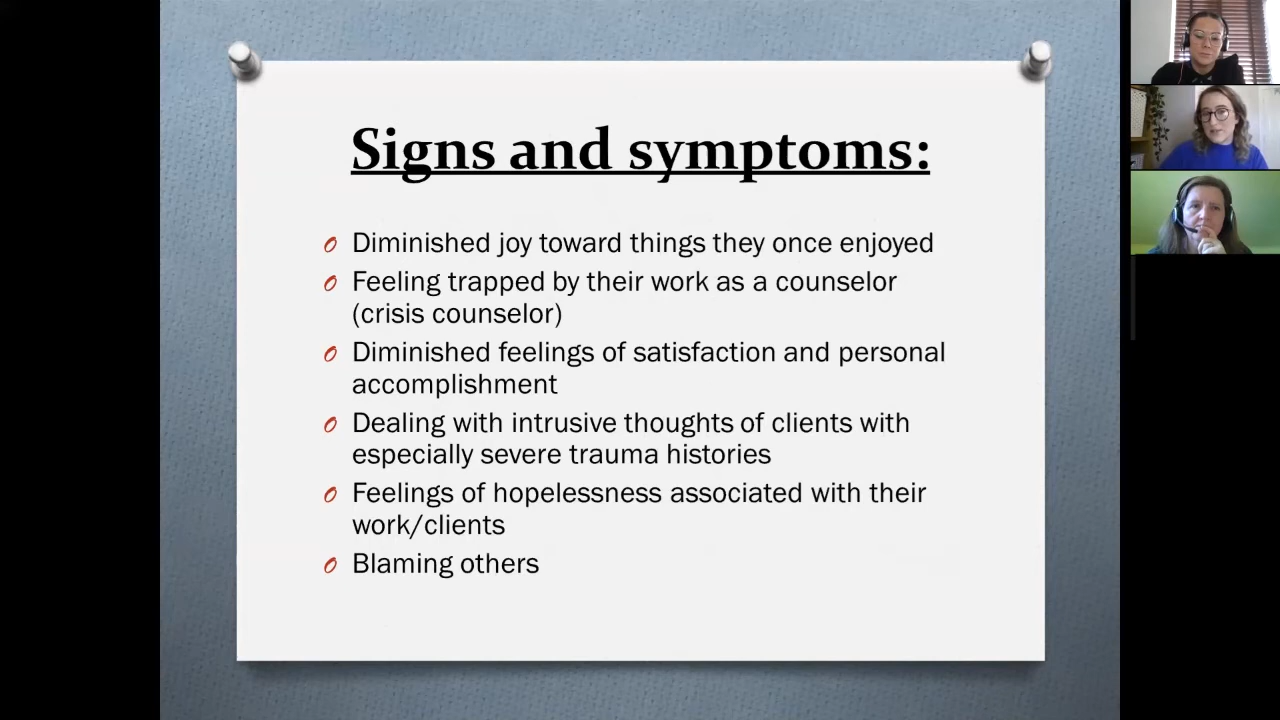 Signs and symptoms:
Diminished joy toward things they once enjoyed
Feeling trapped by their work as a counselor
(crisis counselor)
Diminished feelings of satisfaction and personal
accomplishment
Dealing with intrusive thoughts of clients with
especially severe trauma histories
Feelings of hopelessness associated with their
work/clients
Blaming others